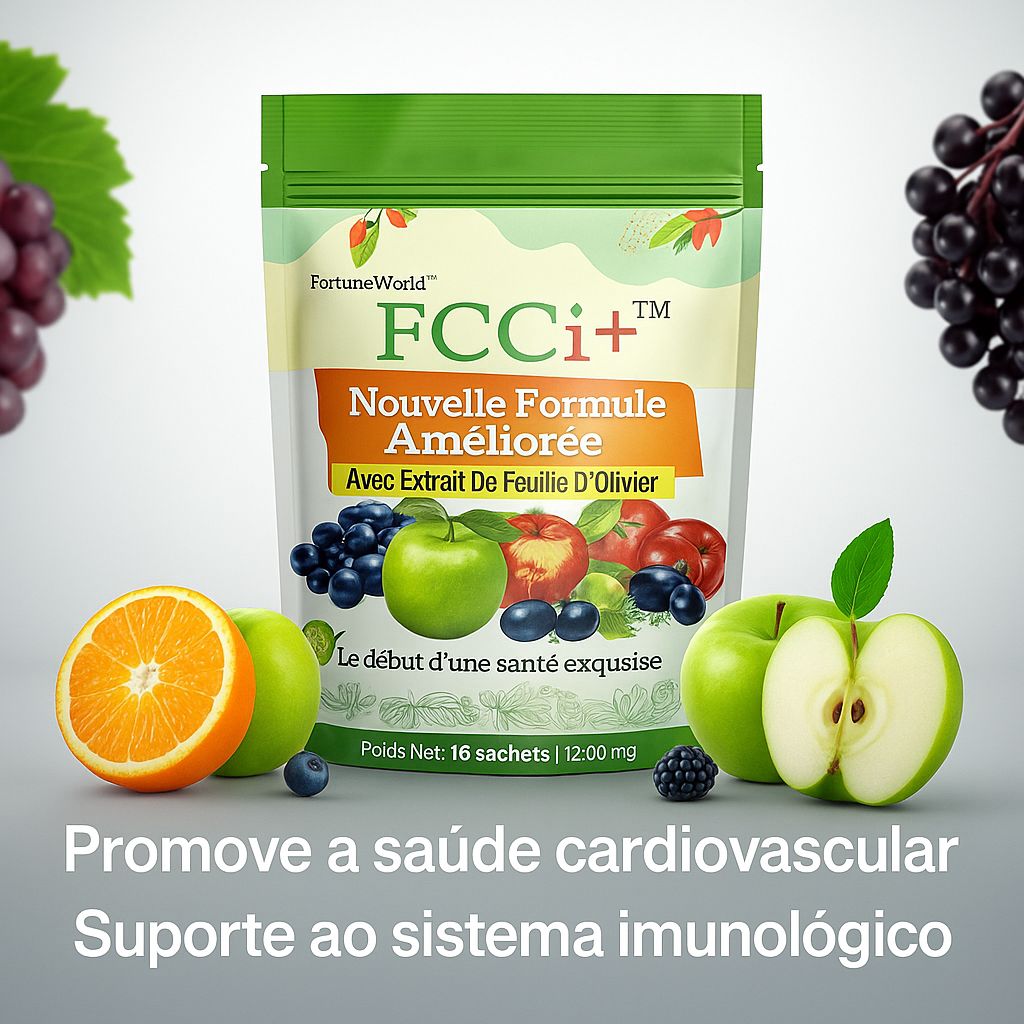 FortuneWorld™
FCCi+™
Nouvelle Formule
Améliorée
Avec Extrait De Feuilie D'Olivier
Le début d'une santé exqusise
Poids Net: 16 sachets | 12:00 mg
Promove a saúde cardiovascular
Suporte ao sistema imunológico